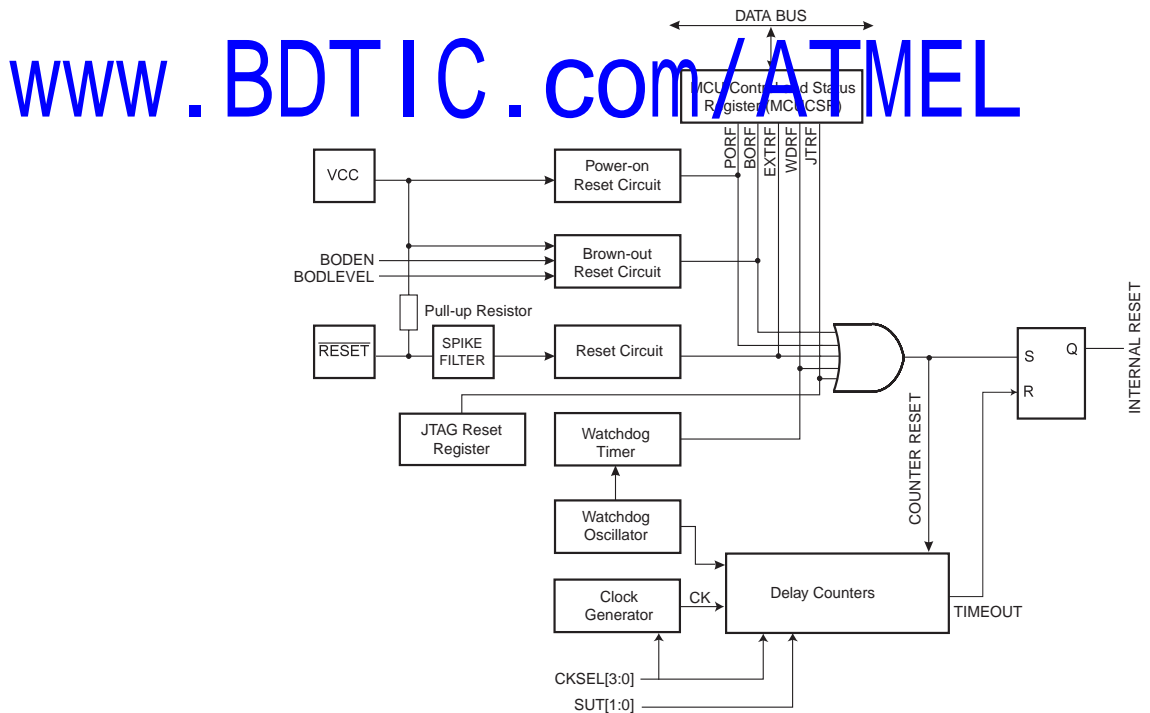 DATA BUS
www.BDTIC.com/ATMEL
MCU Control and Status
Register (MCUCSR)
PORF
BORF
EXTRF
WDRF
JTRF
VCC
Power-on
Reset Circuit
BODEN
BODLEVEL
Brown-out
Reset Circuit
Pull-up Resistor
RESET
SPIKE
FILTER
Reset Circuit
JTAG Reset
Register
Watchdog
Timer
Watchdog
Oscillator
Clock
Generator
CK
Delay Counters
TIMEOUT
COUNTER RESET
S
R
Q
INTERNAL RESET
CKSEL[3:0]
SUT[1:0]